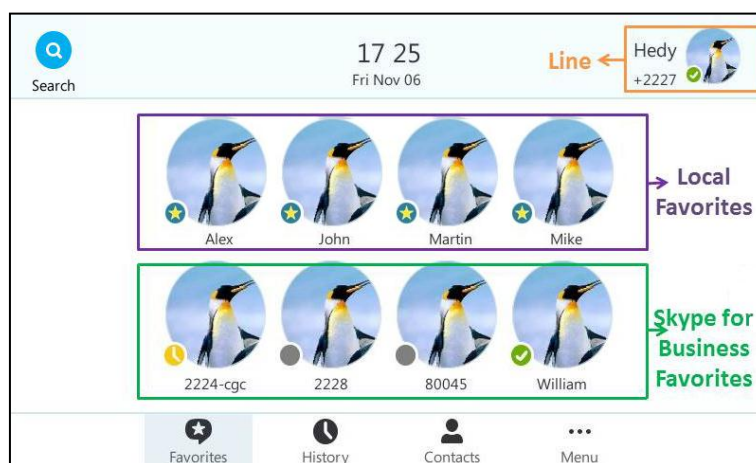 Search
17 25
Fri Nov 06
Line
Hedy
+2227
Alex John Martin Mike
Local
Favorites
2224-cgc 2228 80045 William
Skype for
Business
Favorites
Favorites History Contacts Menu